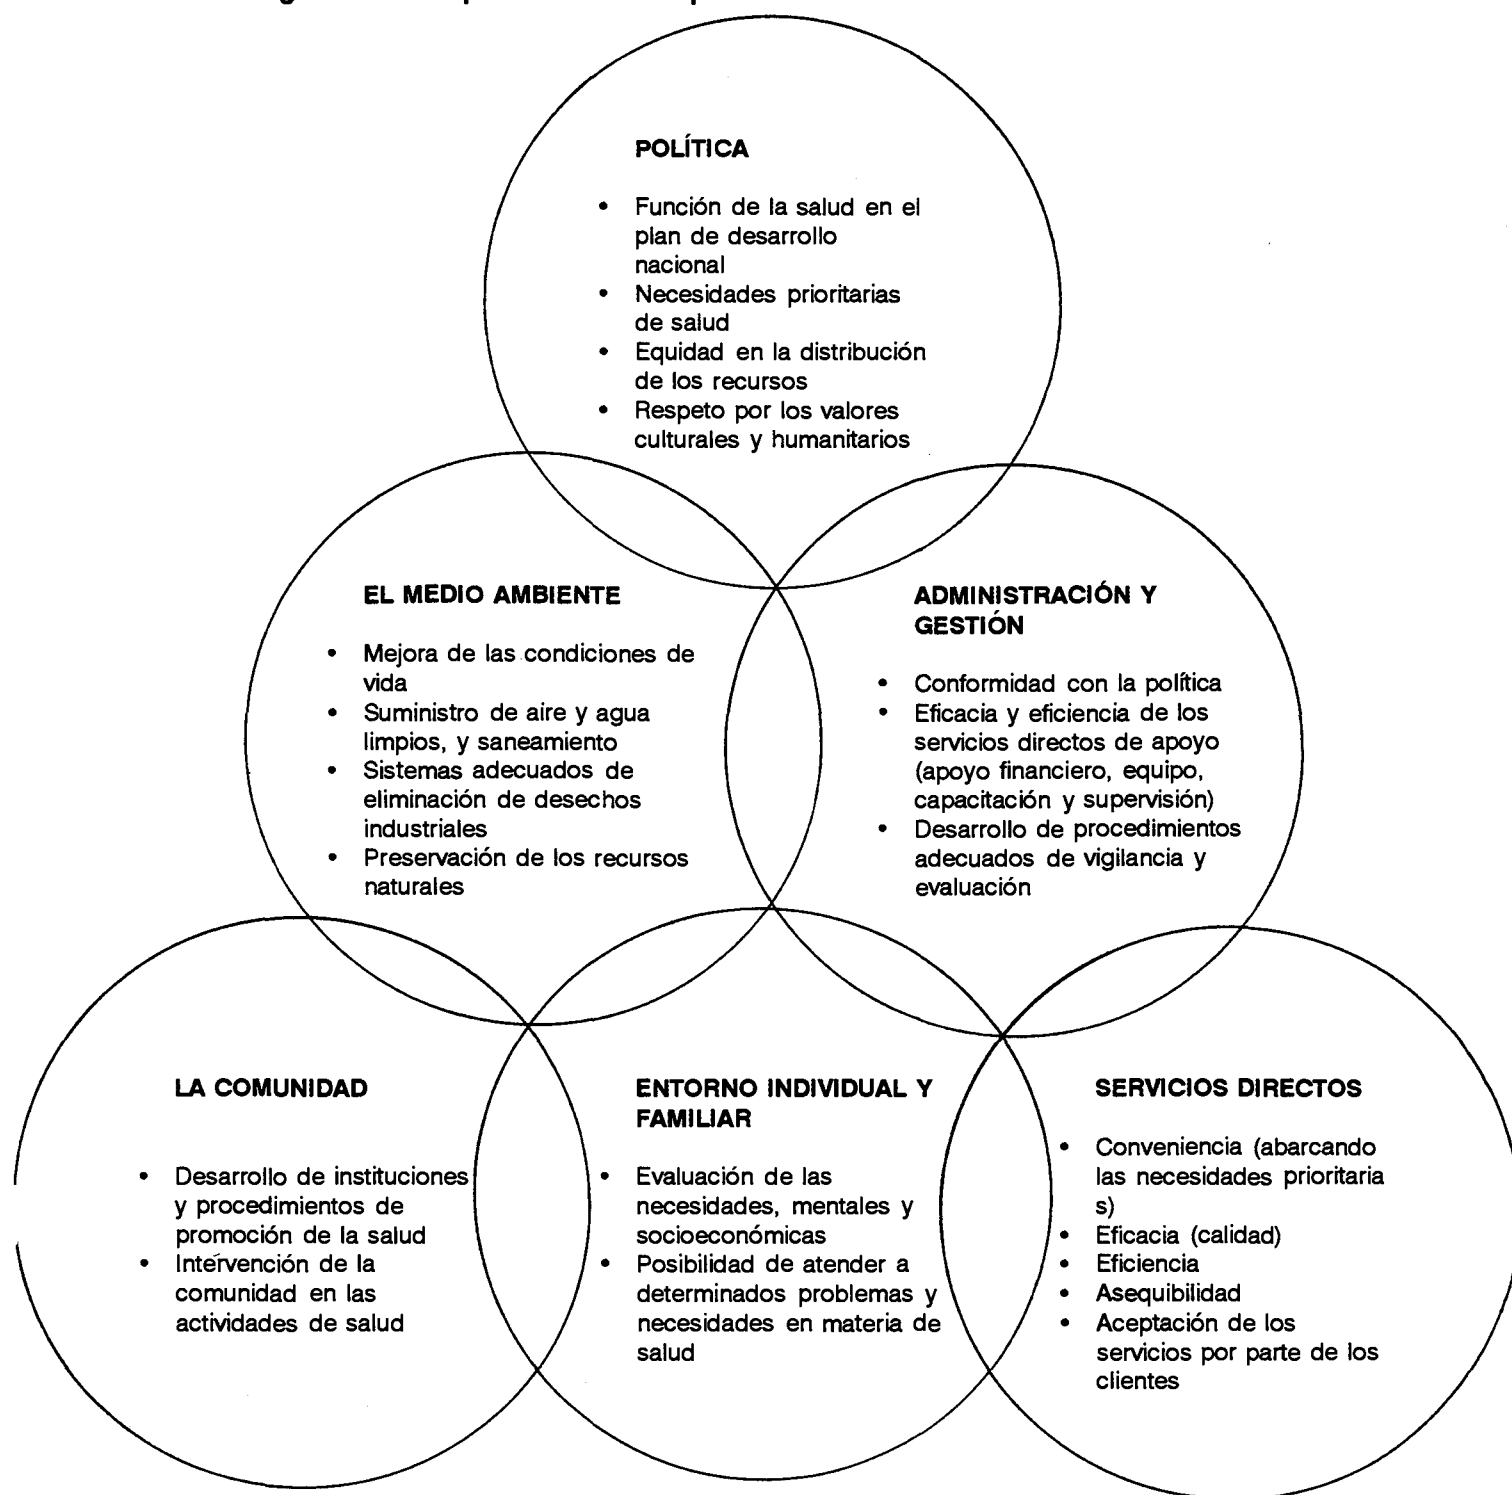 POLÍTICA
• Función de la salud en el
plan de desarrollo
nacional
• Necesidades prioritarias
de salud
• Equidad en la distribución
de los recursos
• Respeto por los valores
culturales y humanitarios
EL MEDIO AMBIENTE
• Mejora de las condiciones de
vida
• Suministro de aire y agua
limpios, y saneamiento
• Sistemas adecuados de
eliminación de desechos
industriales
• Preservación de los recursos
naturales
ADMINISTRACIÓN Y
GESTIÓN
• Conformidad con la política
• Eficacia y eficiencia de los
servicios directos de apoyo
(apoyo financiero, equipo,
capacitación y supervisión)
• Desarrollo de procedimientos
adecuados de vigilancia y
evaluación
LA COMUNIDAD
• Desarrollo de instituciones
y procedimientos de
promoción de la salud
• Intervención de la
comunidad en las
actividades de salud
ENTORNO INDIVIDUAL Y
FAMILIAR
• Evaluación de las
necesidades, mentales y
socioeconómicas
• Posibilidad de atender a
determinados problemas y
necesidades en materia de
salud
SERVICIOS DIRECTOS
• Conveniencia (abarcando
las necesidades prioritaria
s)
• Eficacia (calidad)
• Eficiencia
• Asequibilidad
• Aceptación de los
servicios por parte de los
clientes